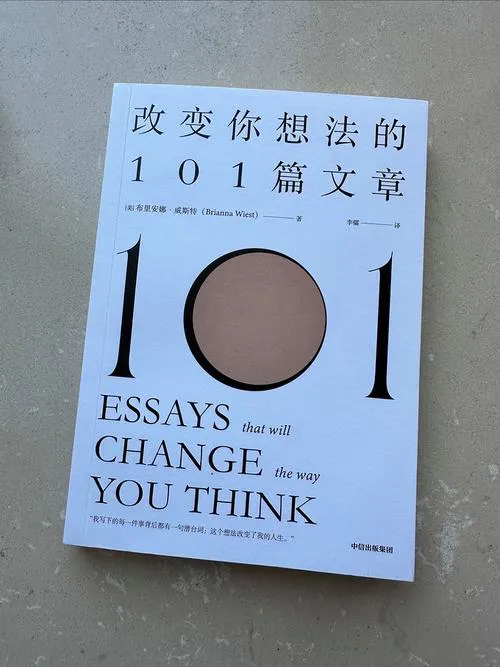 改变你想法的
101篇文章
[美]布里安娜·威斯特(Brianna Wiest) 著 李孺 译
101
ESSAYS that will
CHANGE the way
YOU THINK
“我写下的每一件事背后都有一句潜台词：这个想法改变了我的人生。”
中信出版集团